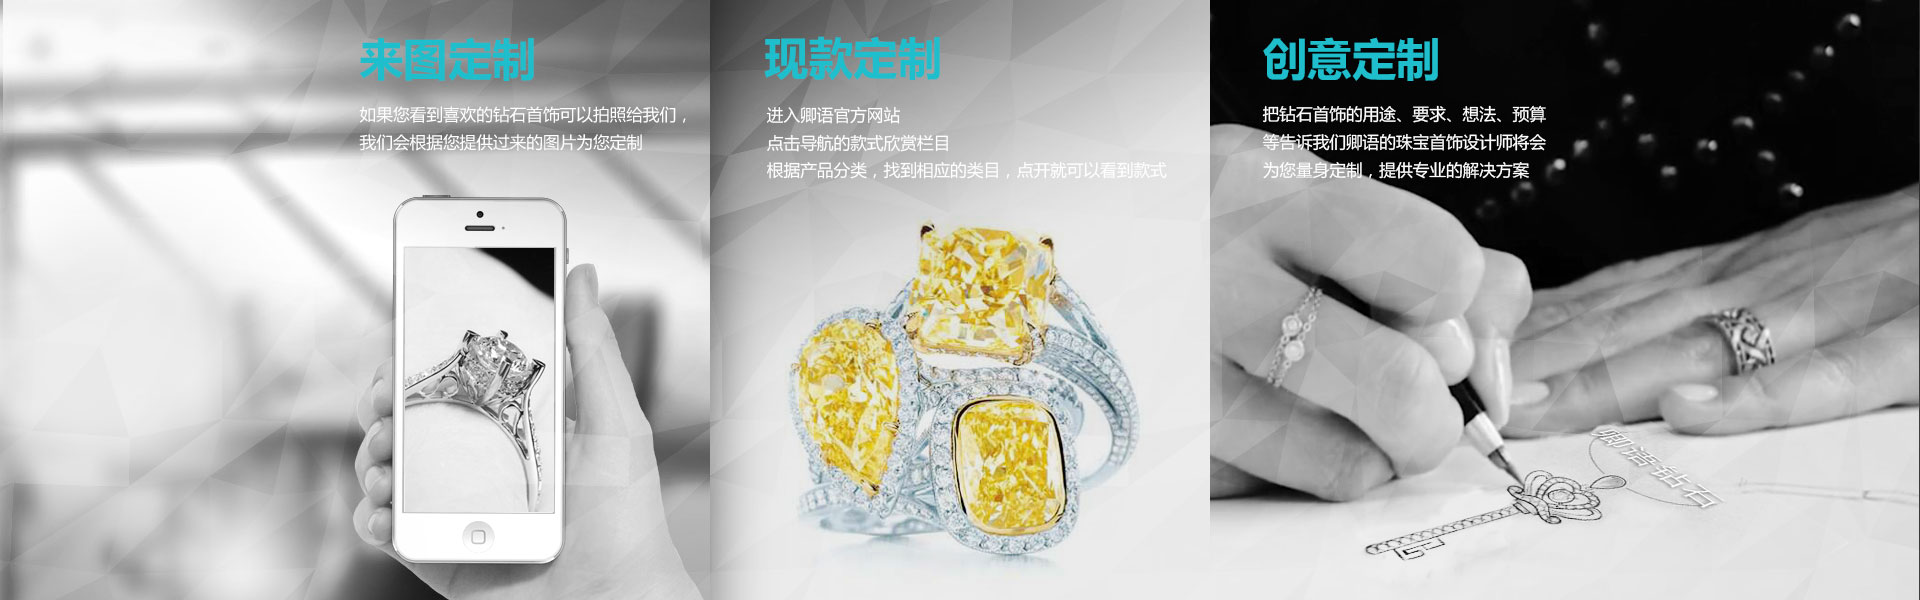 来图定制
如果您看到喜欢的钻石首饰可以拍照给我们，
我们会根据您提供过来的图片为您定制
现款定制
进入卿语官方网站
点击导航的款式欣赏栏目
根据产品分类，找到相应的类目，点开就可以看到款式
创意定制
把钻石首饰的用途、要求、想法、预算
等告诉我们卿语的珠宝首饰设计师将会
为您量身定制，提供专业的解决方案
卿语钻石